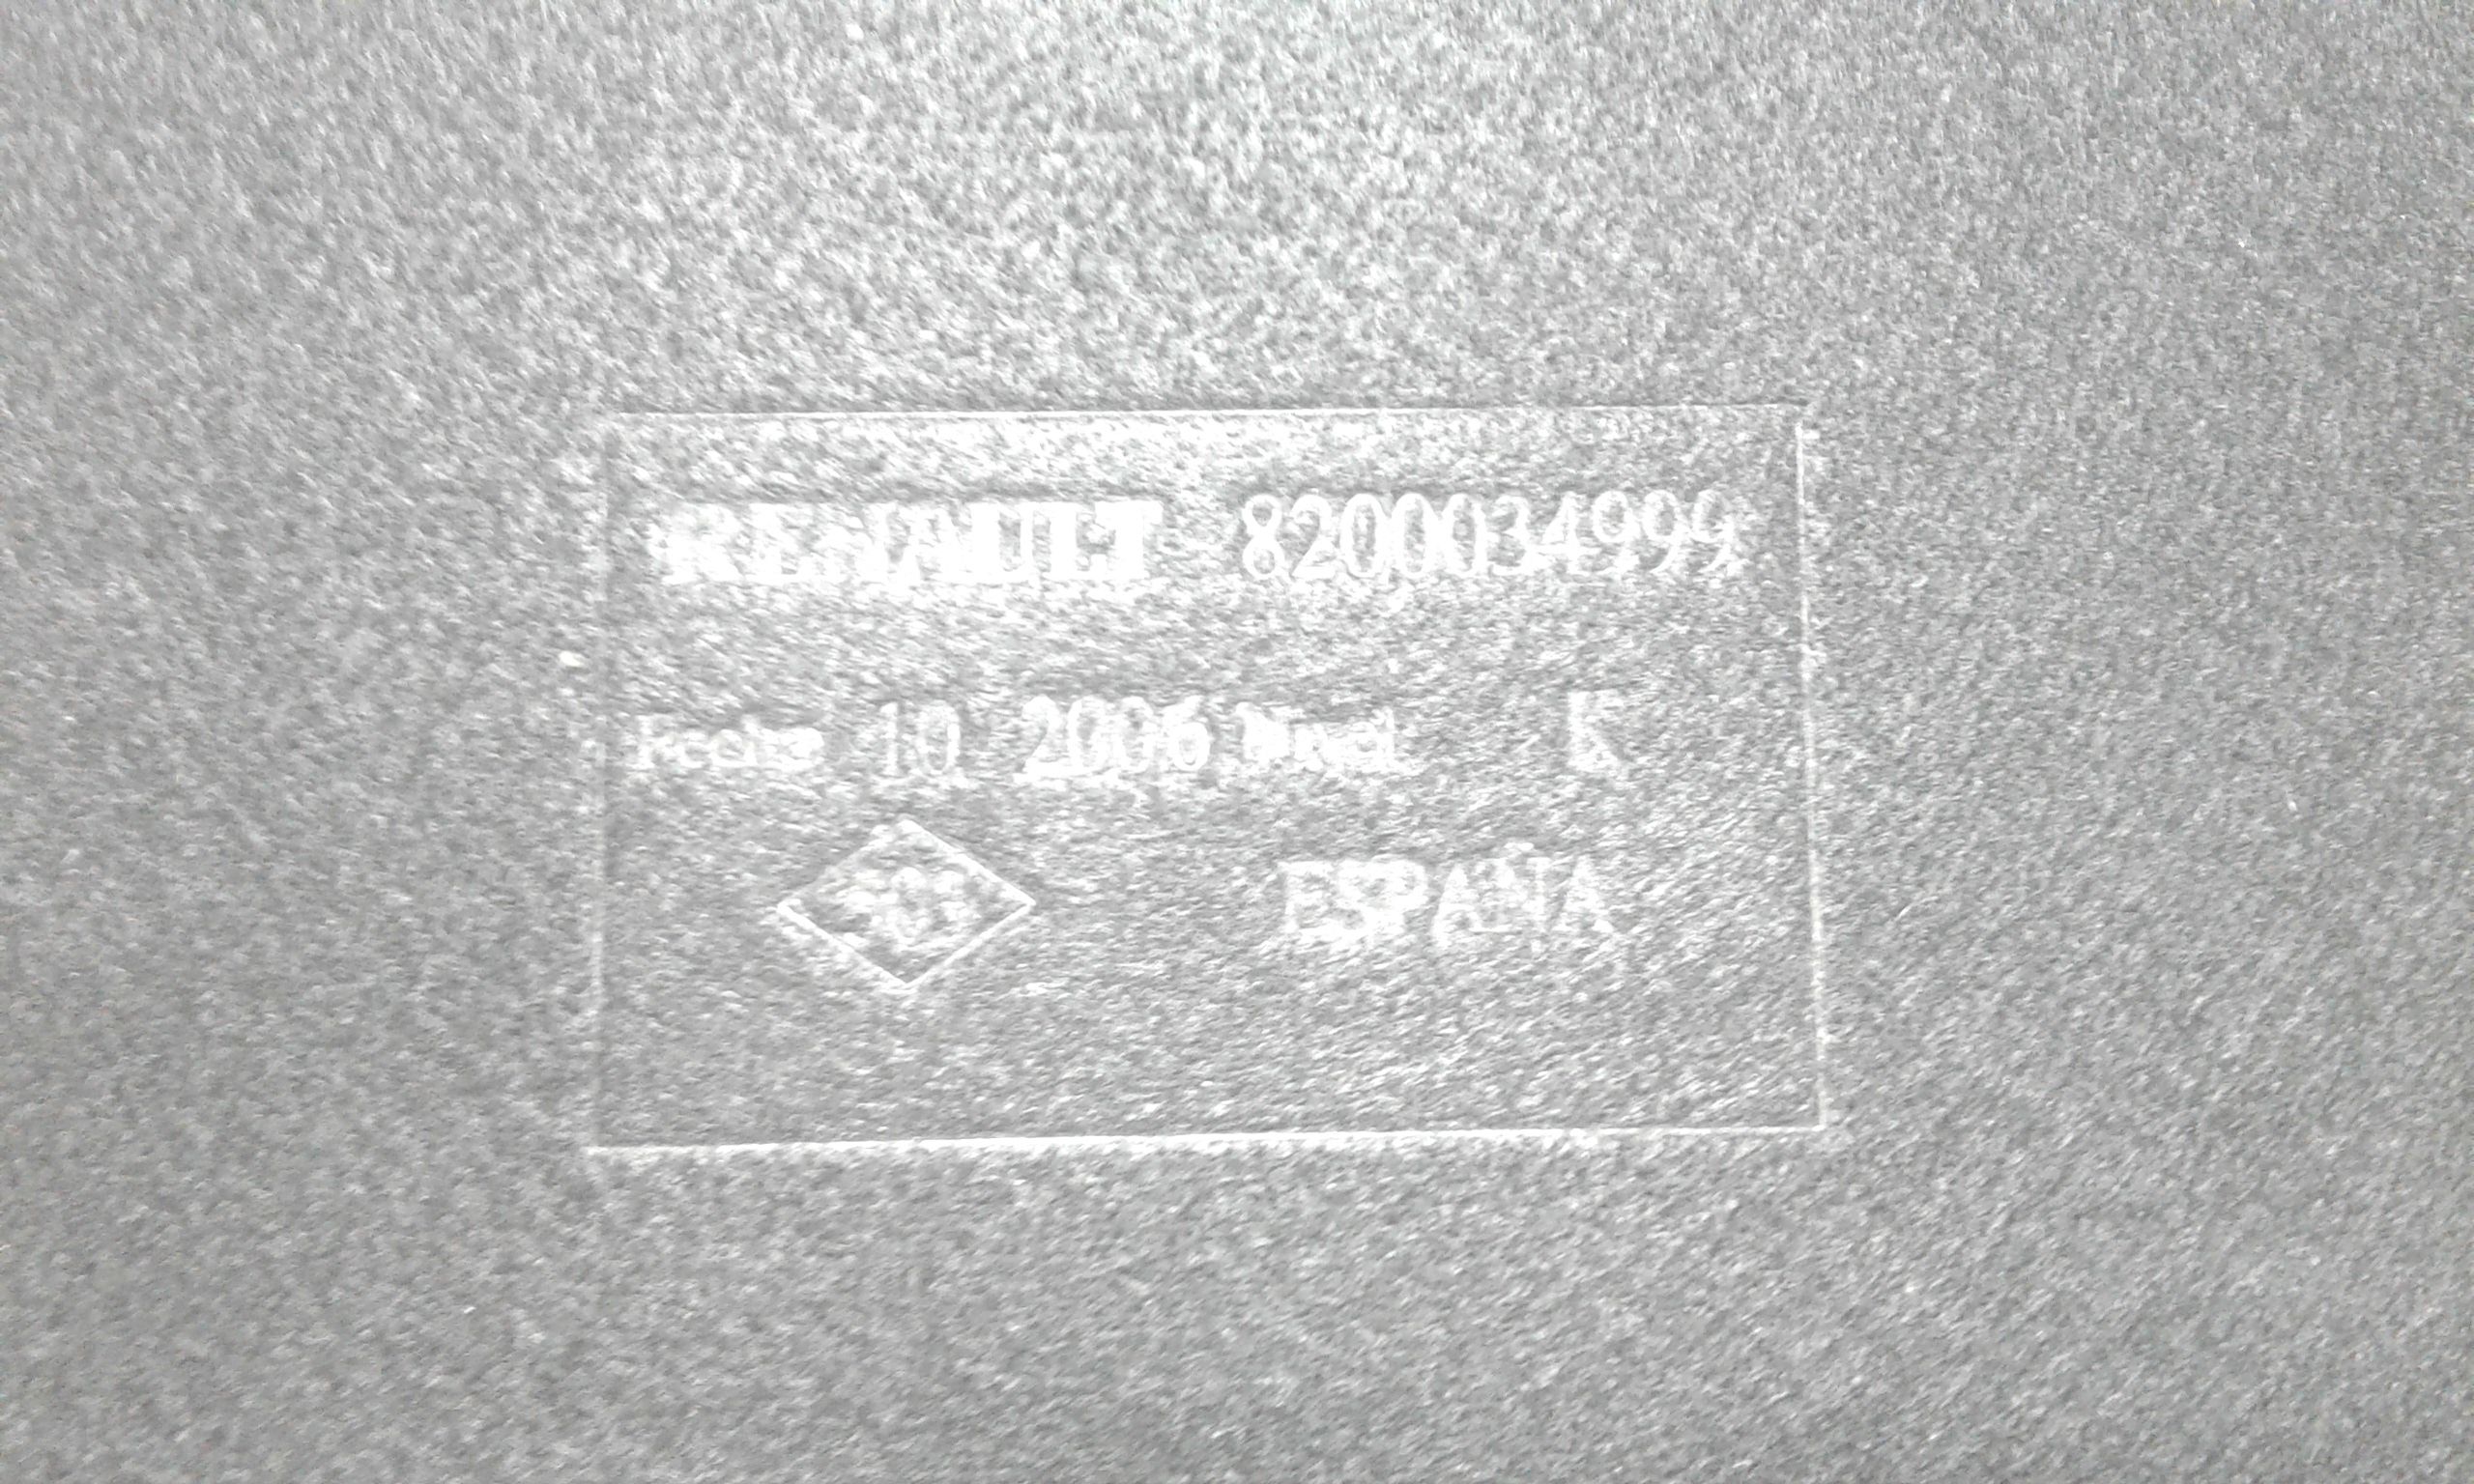 RENAULT 8200034999
Fecha 10 2006 Nivel K
ESPAÑA